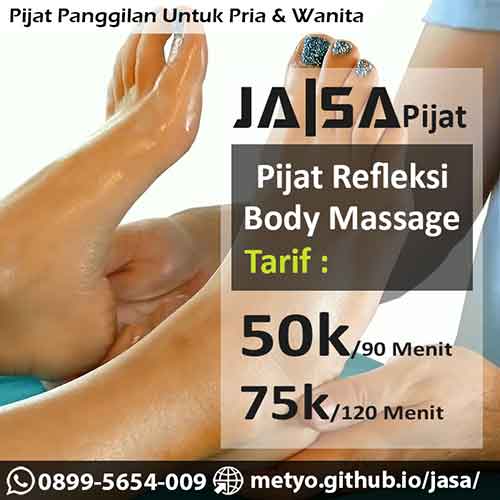 Pijat Panggilan Untuk Pria & Wanita
JA|SA Pijat
Pijat Refleksi
Body Massage
Tarif :
50k/90 Menit
75k/120 Menit
0899-5654-009 metyo.github.io/jasa/